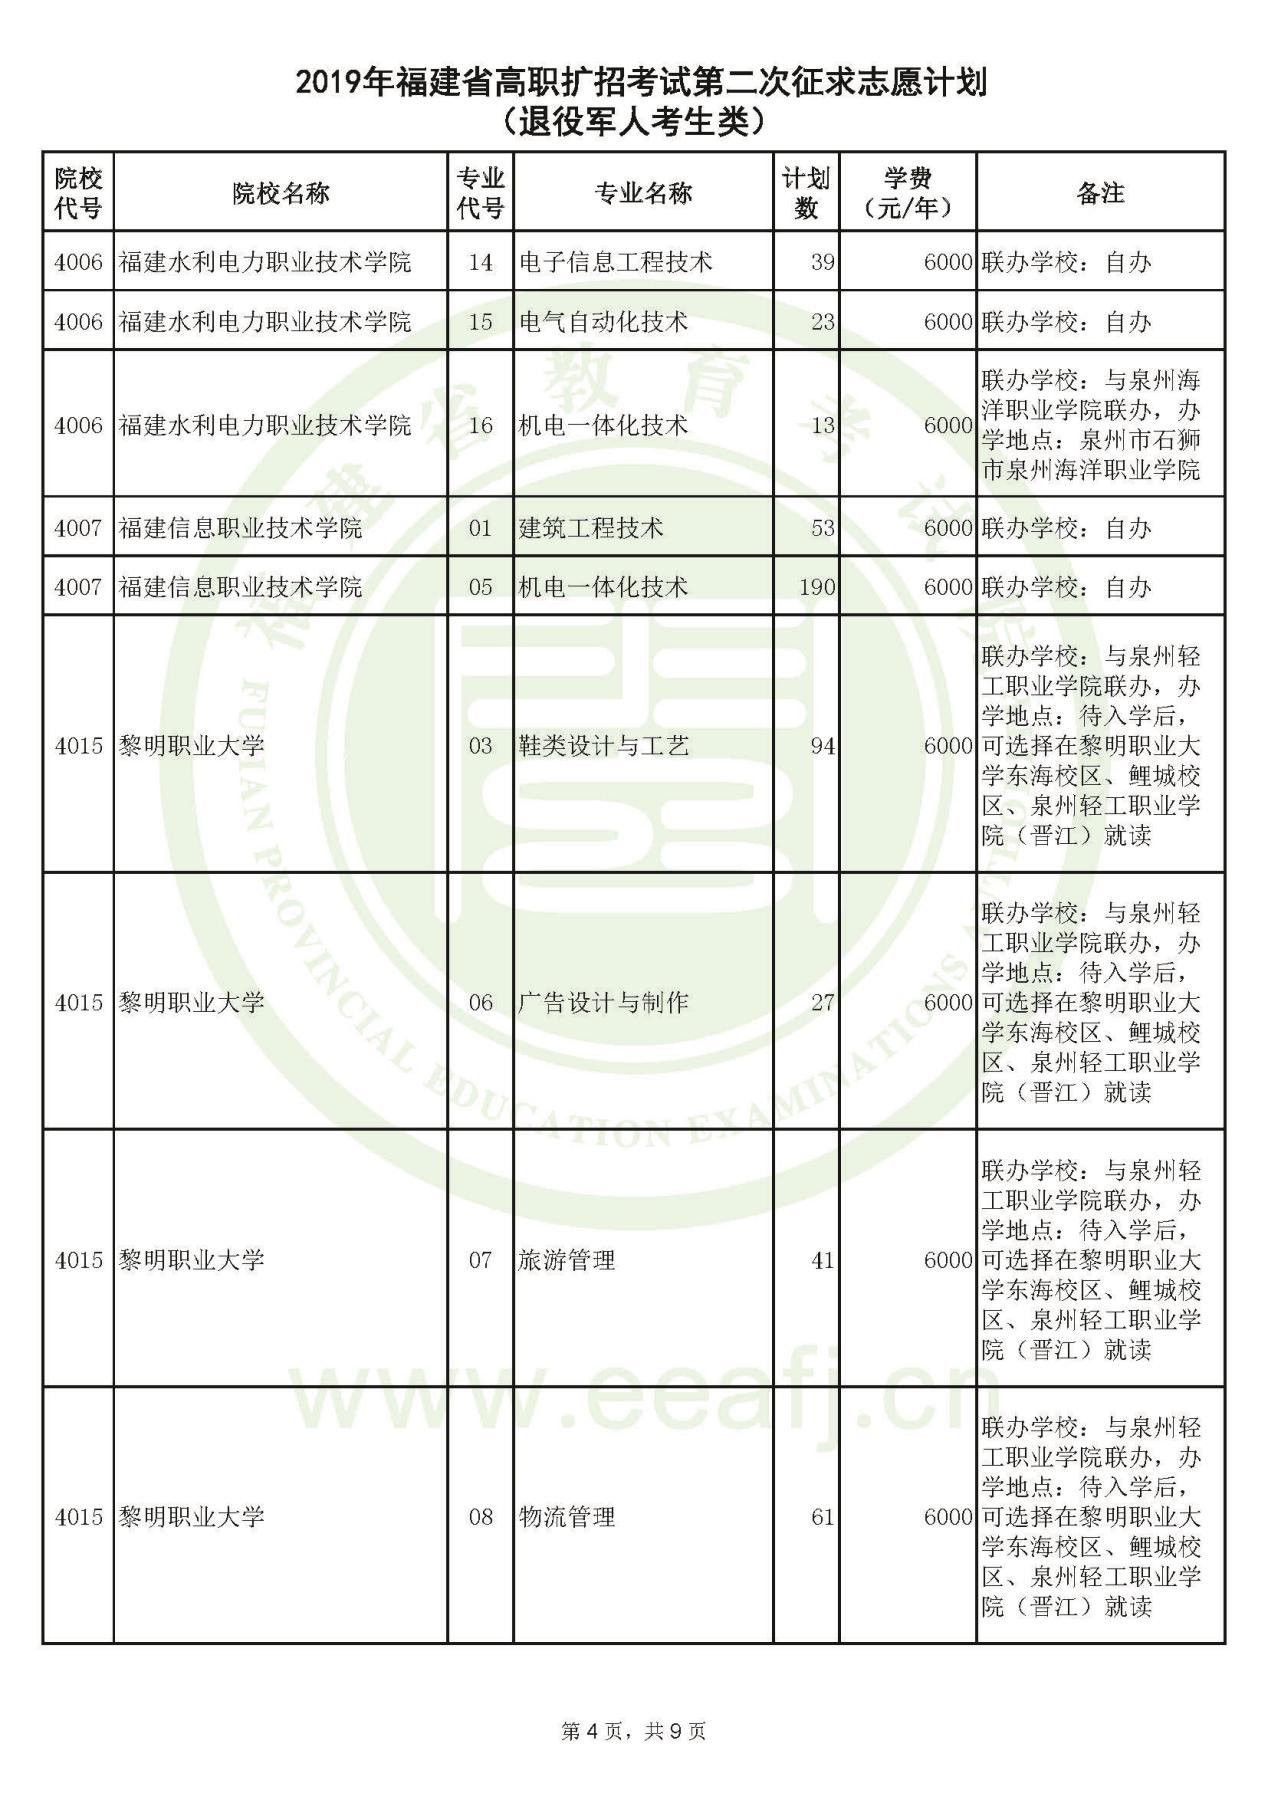 2019年福建省高职扩招考试第二次征求志愿计划
（退役军人考生类）
院校代号 院校名称 专业代号 专业名称 计划数 学费（元/年） 备注
4006 福建水利电力职业技术学院 14 电子信息工程技术 39 6000 联办学校：自办
4006 福建水利电力职业技术学院 15 电气自动化技术 23 6000 联办学校：自办
4006 福建水利电力职业技术学院 16 机电一体化技术 13 6000 联办学校：与泉州海
洋职业学院联办，办
学地点：泉州市石狮
市泉州海洋职业学院
4007 福建信息职业技术学院 01 建筑工程技术 53 6000 联办学校：自办
4007 福建信息职业技术学院 05 机电一体化技术 190 6000 联办学校：自办
4015 黎明职业大学 03 鞋类设计与工艺 94 6000 联办学校：与泉州轻
工职业学院联办，办
学地点：待入学后，
可选择在黎明职业大
学东海校区、鲤城校
区、泉州轻工职业学
院（晋江）就读
4015 黎明职业大学 06 广告设计与制作 27 6000 联办学校：与泉州轻
工职业学院联办，办
学地点：待入学后，
可选择在黎明职业大
学东海校区、鲤城校
区、泉州轻工职业学
院（晋江）就读
4015 黎明职业大学 07 旅游管理 41 6000 联办学校：与泉州轻
工职业学院联办，办
学地点：待入学后，
可选择在黎明职业大
学东海校区、鲤城校
区、泉州轻工职业学
院（晋江）就读
4015 黎明职业大学 08 物流管理 61 6000 联办学校：与泉州轻
工职业学院联办，办
学地点：待入学后，
可选择在黎明职业大
学东海校区、鲤城校
区、泉州轻工职业学
院（晋江）就读
福建省教育考试院
FUJIAN PROVINCIAL EDUCATION EXAMINATIONS AUTHORITY
www.eeafj.cn
第 4 页，共 9 页